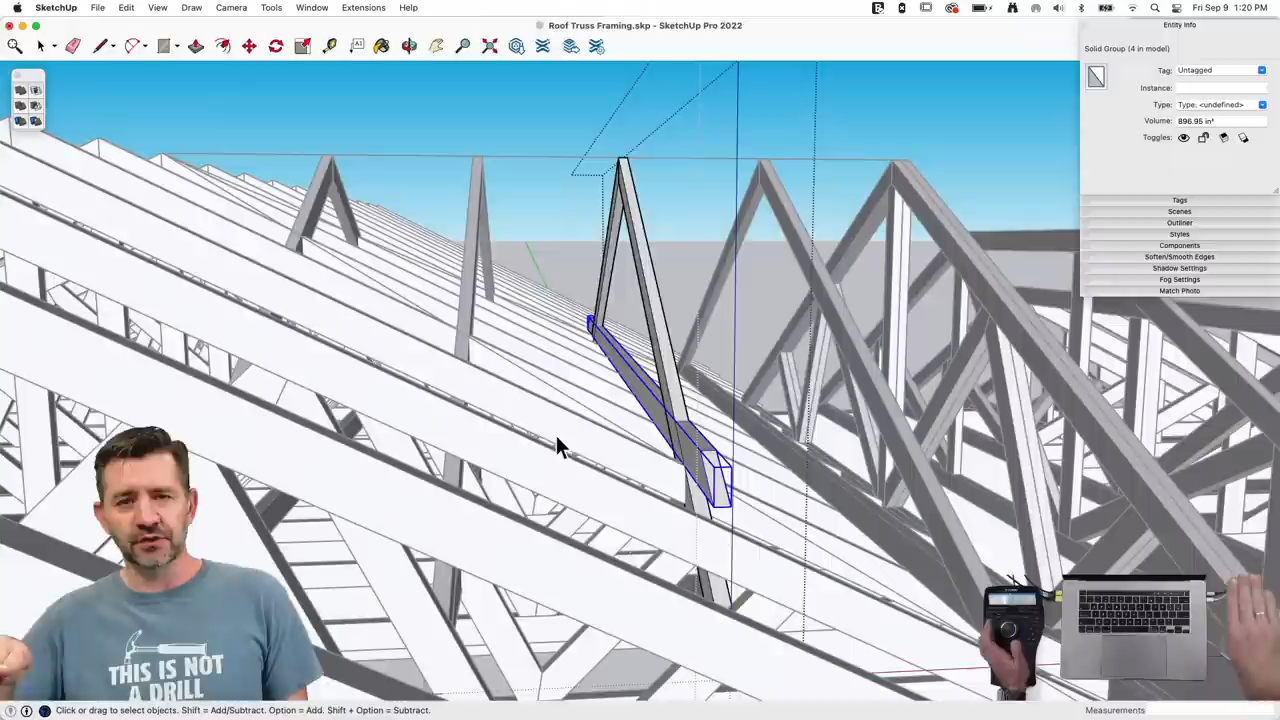 SketchUp File Edit View Draw Camera Tools Window Extensions Help Fri Sep 9 1:20 PM
Roof Truss Framing.skp - SketchUp Pro 2022
Entity Info
Solid Group (4 in model)
Tag: Untagged
Instance:
Type: Type: <undefined>
Volume: 896.95 in³
Toggles:
Tags
Scenes
Outliner
Styles
Components
Soften/Smooth Edges
Shadow Settings
Fog Settings
Match Photo
THIS IS NOT
A DRILL
Click or drag to select objects. Shift = Add/Subtract. Option = Add. Shift + Option = Subtract.
Measurements